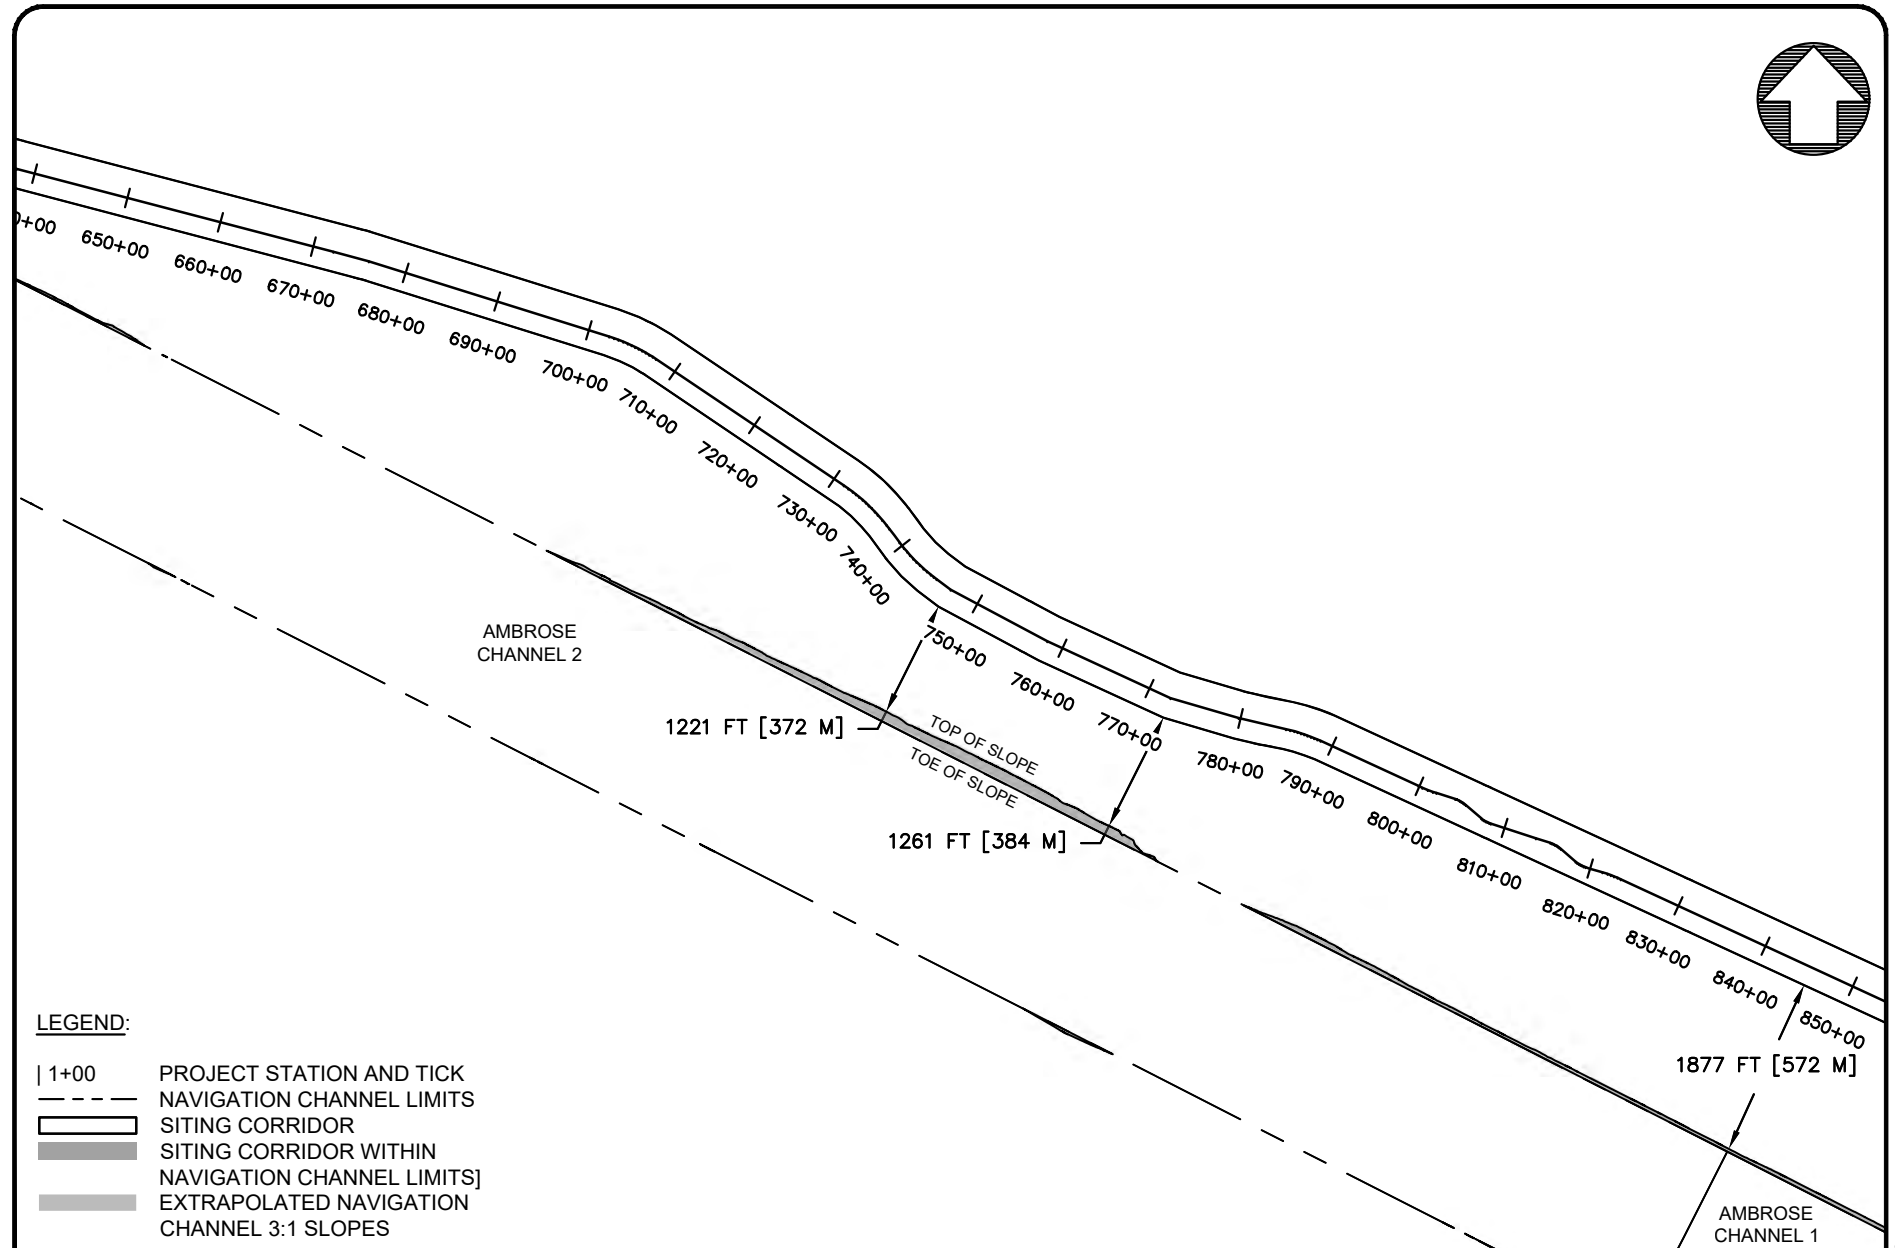 0+00
650+00
660+00
670+00
680+00
690+00
700+00
710+00
720+00
730+00
740+00
750+00
760+00
770+00
780+00
790+00
800+00
810+00
820+00
830+00
840+00
850+00
AMBROSE
CHANNEL 2
1221 FT [372 M]
TOP OF SLOPE
TOE OF SLOPE
1261 FT [384 M]
1877 FT [572 M]
AMBROSE
CHANNEL 1
LEGEND:
| 1+00 PROJECT STATION AND TICK
NAVIGATION CHANNEL LIMITS
SITING CORRIDOR
SITING CORRIDOR WITHIN
NAVIGATION CHANNEL LIMITS]
EXTRAPOLATED NAVIGATION
CHANNEL 3:1 SLOPES